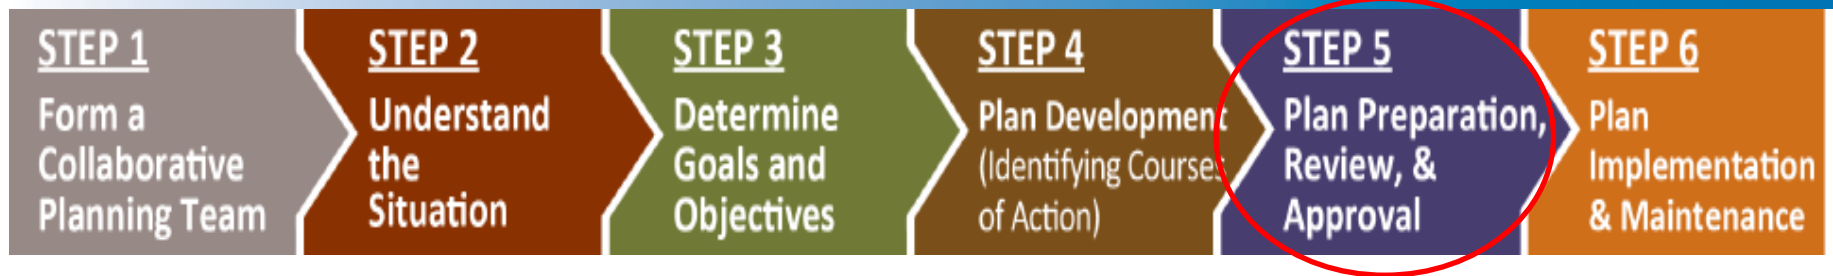 STEP 1
Form a
Collaborative
Planning Team
STEP 2
Understand
the
Situation
STEP 3
Determine
Goals and
Objectives
STEP 4
Plan Development
(Identifying Courses
of Action)
STEP 5
Plan Preparation,
Review, &
Approval
STEP 6
Plan
Implementation
& Maintenance